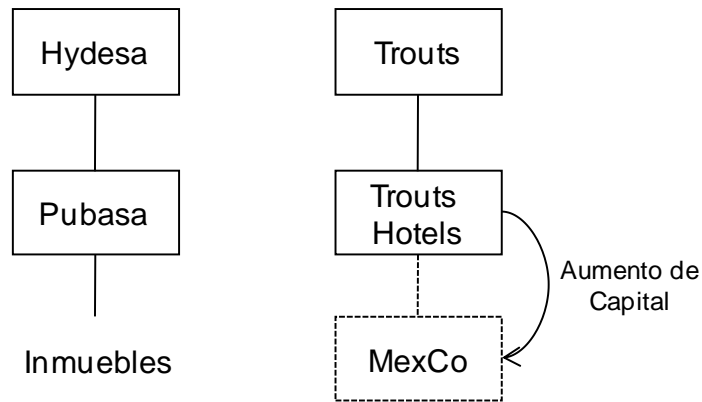 Hydesa
Trouts
Pubasa
Trouts
Hotels
Aumento de
Capital
Inmuebles
MexCo